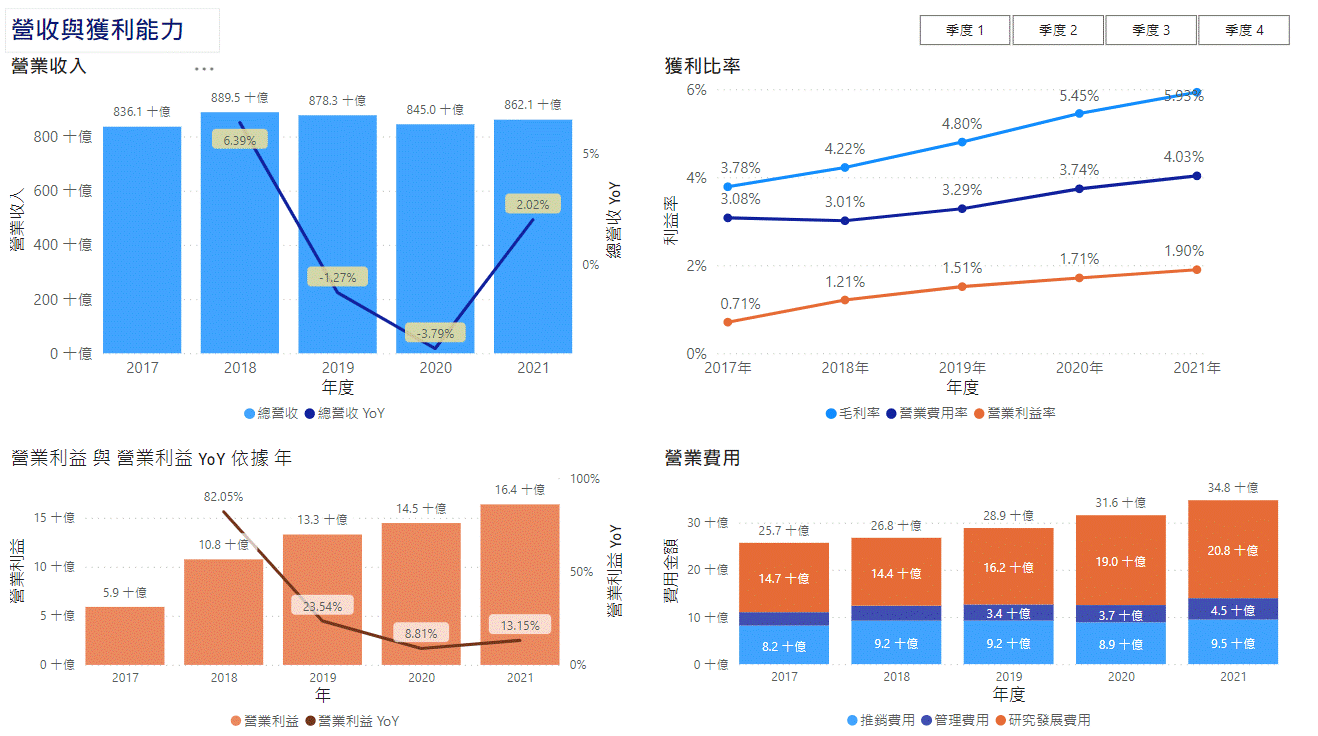 營收與獲利能力
季度 1
季度 2
季度 3
季度 4
營業收入
836.1 十億
889.5 十億
878.3 十億
845.0 十億
862.1 十億
800 十億
600 十億
400 十億
200 十億
0 十億
營業收入
6.39%
-1.27%
-3.79%
2.02%
5%
0%
總營收 YoY
2017
2018
2019
2020
2021
年度
總營收
總營收 YoY
獲利比率
6%
4%
2%
0%
利益率
3.78%
4.22%
4.80%
5.45%
5.93%
3.08%
3.01%
3.29%
3.74%
4.03%
0.71%
1.21%
1.51%
1.71%
1.90%
2017年
2018年
2019年
2020年
2021年
年度
毛利率
營業費用率
營業利益率
營業利益 與 營業利益 YoY 依據 年
15 十億
10 十億
5 十億
0 十億
營業利益
5.9 十億
10.8 十億
13.3 十億
14.5 十億
16.4 十億
82.05%
23.54%
8.81%
13.15%
100%
50%
0%
營業利益 YoY
2017
2018
2019
2020
2021
年
營業利益
營業利益 YoY
營業費用
30 十億
20 十億
10 十億
0 十億
費用金額
25.7 十億
26.8 十億
28.9 十億
31.6 十億
34.8 十億
14.7 十億
14.4 十億
16.2 十億
19.0 十億
20.8 十億
3.4 十億
3.7 十億
4.5 十億
8.2 十億
9.2 十億
9.2 十億
8.9 十億
9.5 十億
2017
2018
2019
2020
2021
年度
推銷費用
管理費用
研究發展費用